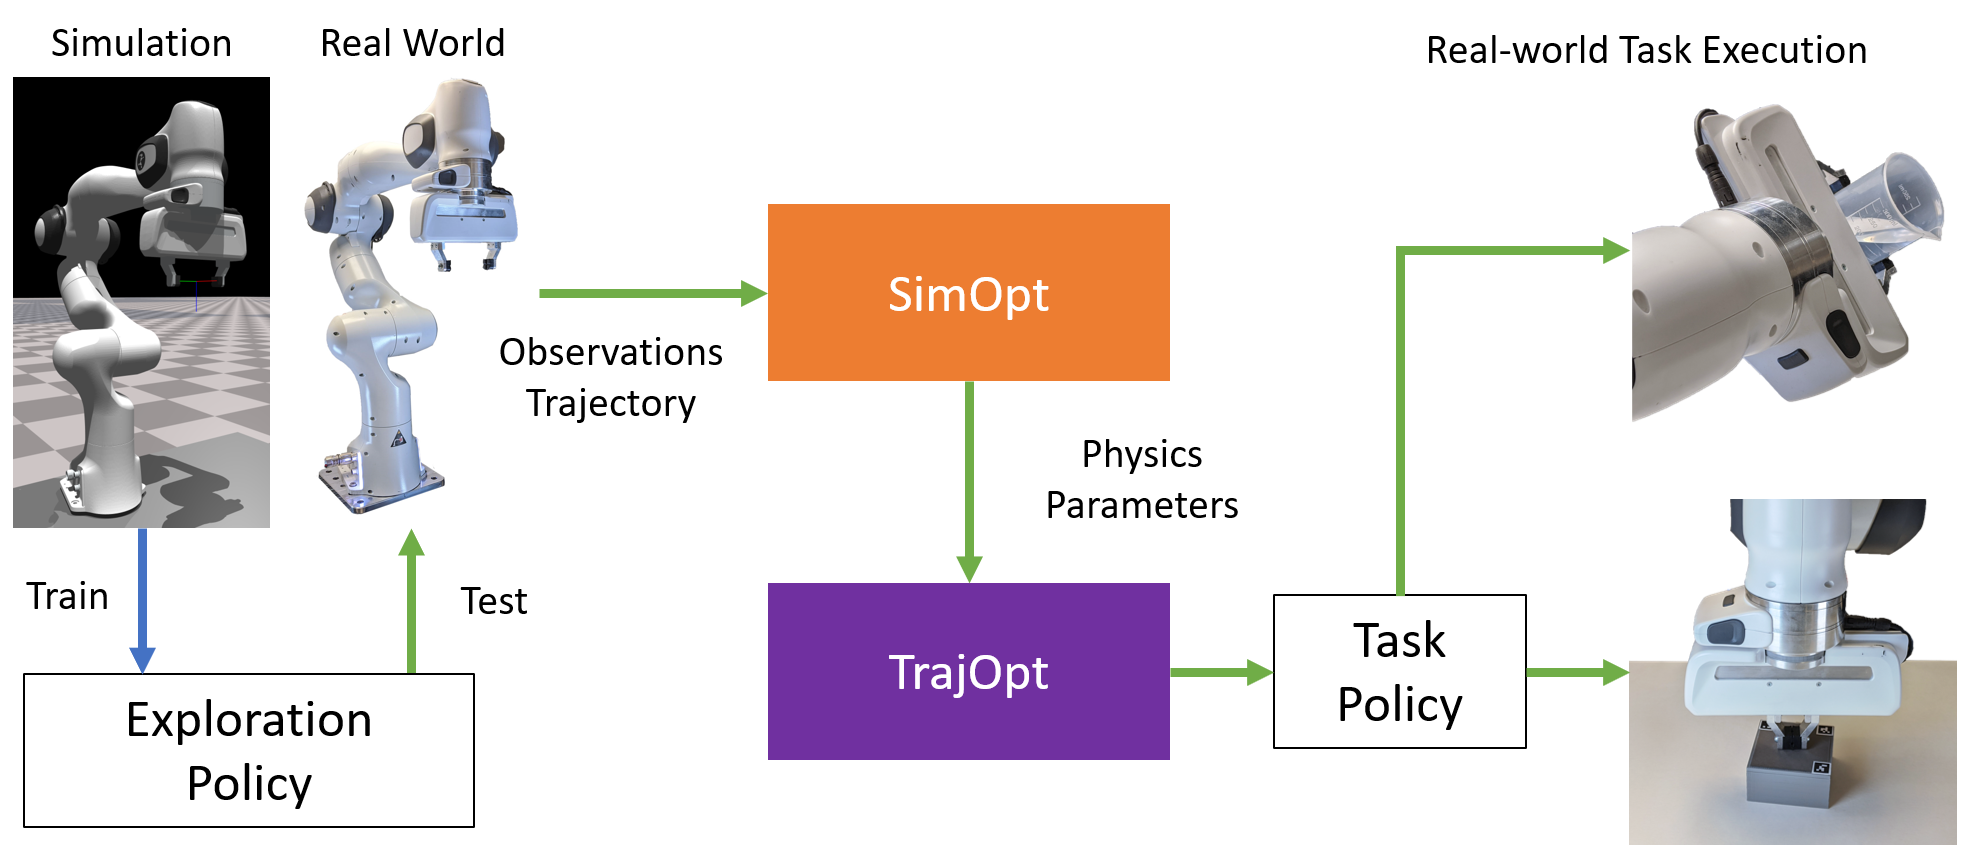 Simulation
Real World
Real-world Task Execution
SimOpt
Observations
Trajectory
Physics
Parameters
Train
Test
Exploration
Policy
TrajOpt
Task
Policy